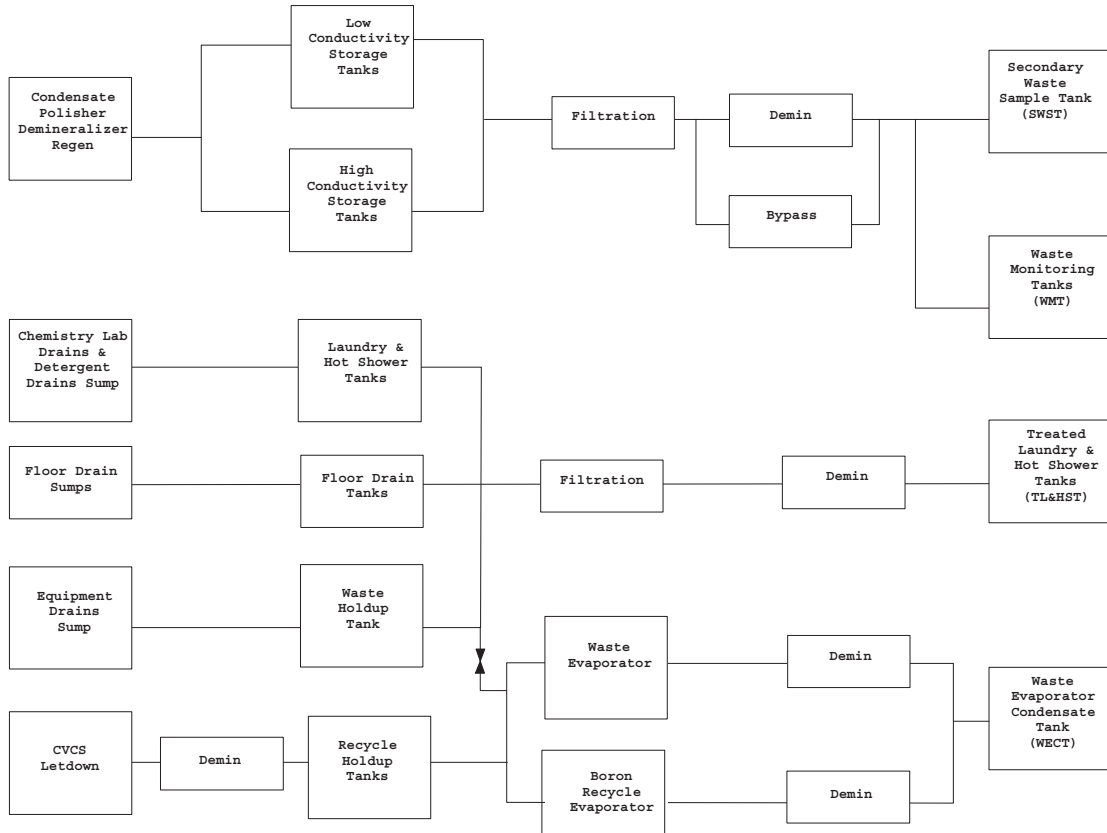 Low
Conductivity
Storage
Tanks
Condensate
Polisher
Demineralizer
Regen
High
Conductivity
Storage
Tanks
Filtration
Demin
Bypass
Secondary
Waste
Sample Tank
(SWST)
Waste
Monitoring
Tanks
(WMT)
Chemistry Lab
Drains &
Detergent
Drains Sump
Laundry &
Hot Shower
Tanks
Floor Drain
Sumps
Floor Drain
Tanks
Filtration
Demin
Treated
Laundry &
Hot Shower
Tanks
(TL&HST)
Equipment
Drains
Sump
Waste
Holdup
Tank
Waste
Evaporator
Demin
Waste
Evaporator
Condensate
Tank
(WECT)
CVCS
Letdown
Demin
Recycle
Holdup
Tanks
Boron
Recycle
Evaporator
Demin